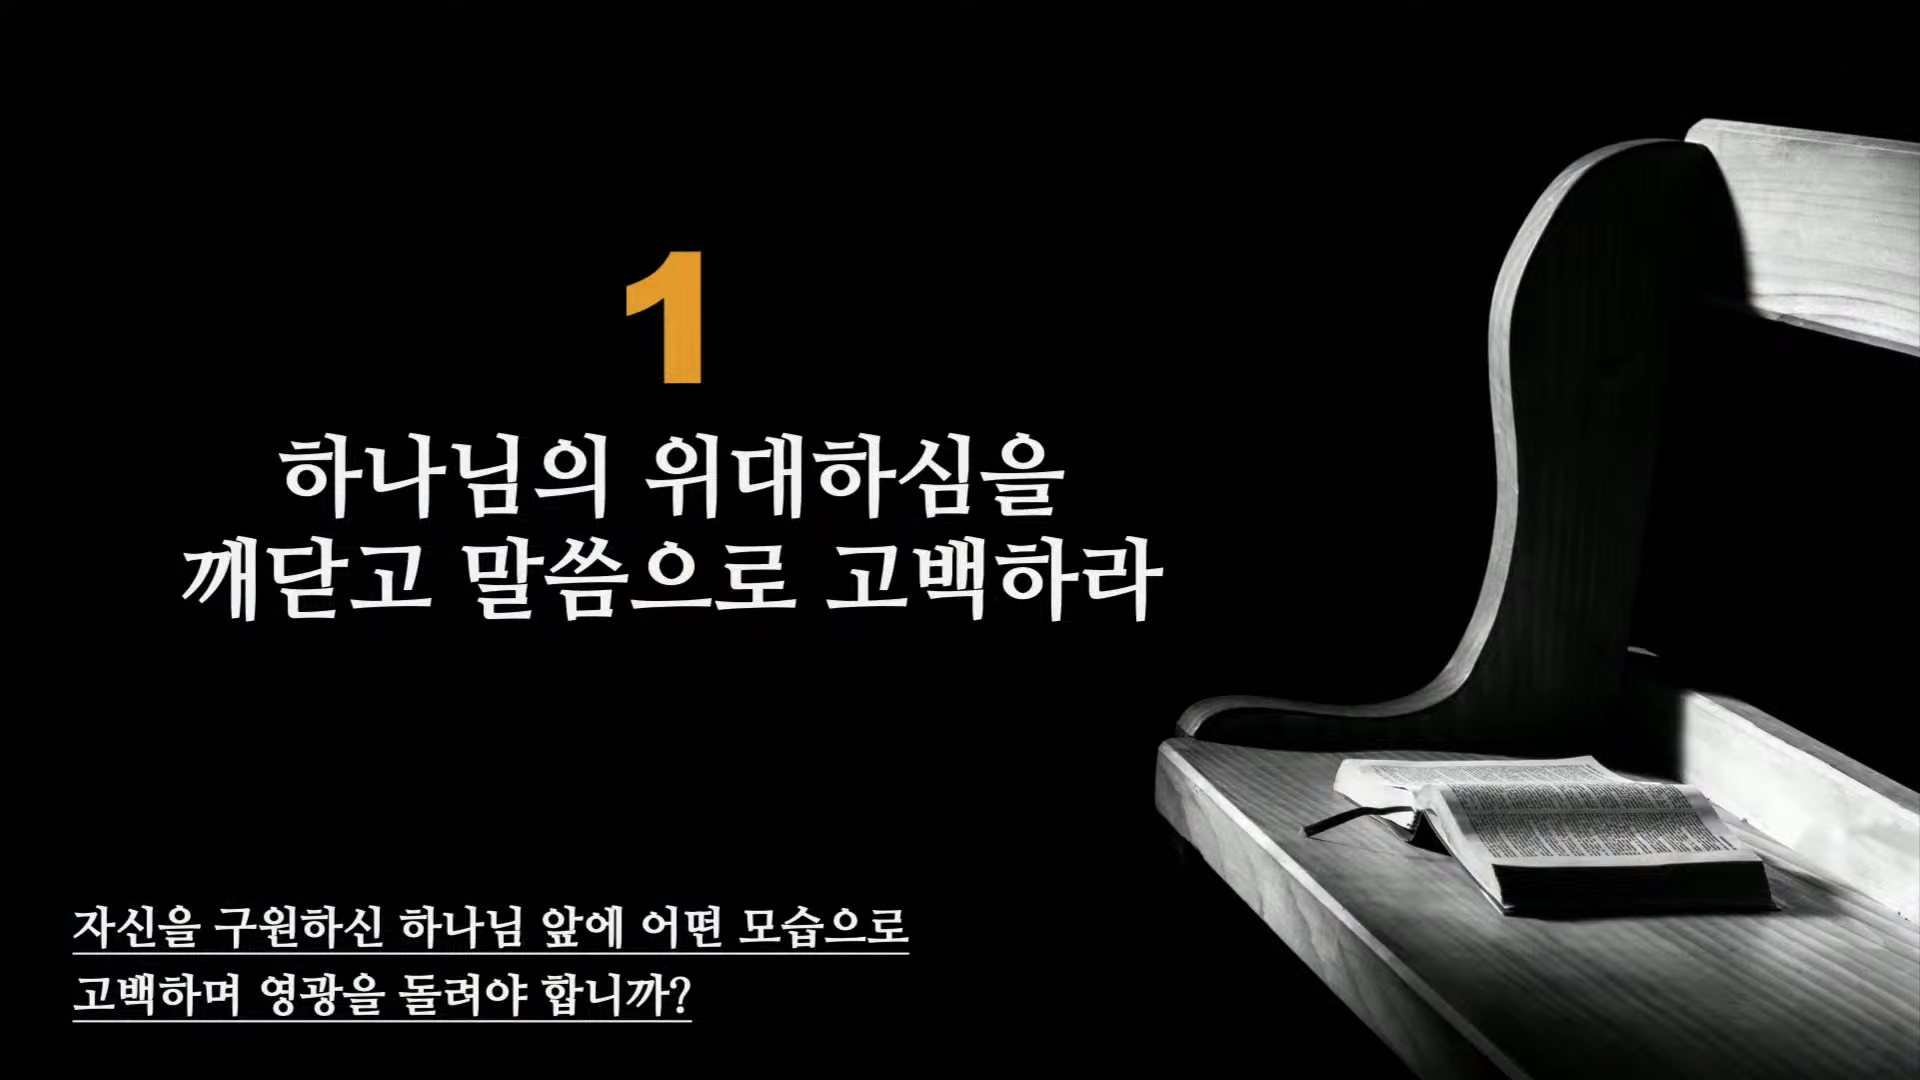 1
하나님의 위대하심을
깨닫고 말씀으로 고백하라
자신을 구원하신 하나님 앞에 어떤 모습으로
고백하며 영광을 돌려야 합니까?